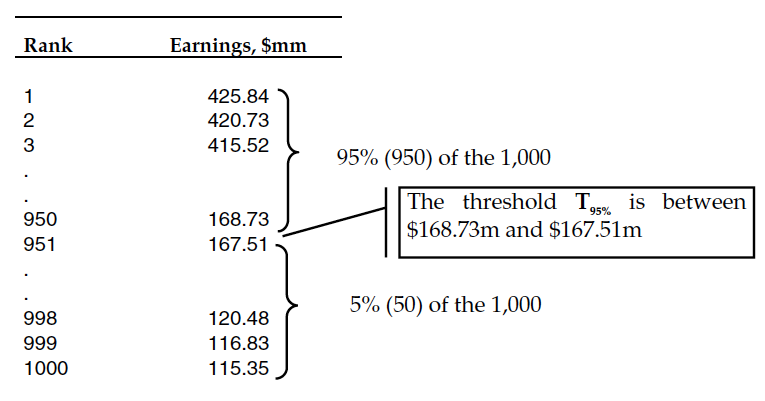 Rank Earnings, $mm
1 425.84
2 420.73
3 415.52
95% (950) of the 1,000
.
.
The threshold T95% is between
$168.73m and $167.51m
950 168.73
951 167.51
.
.
5% (50) of the 1,000
998 120.48
999 116.83
1000 115.35